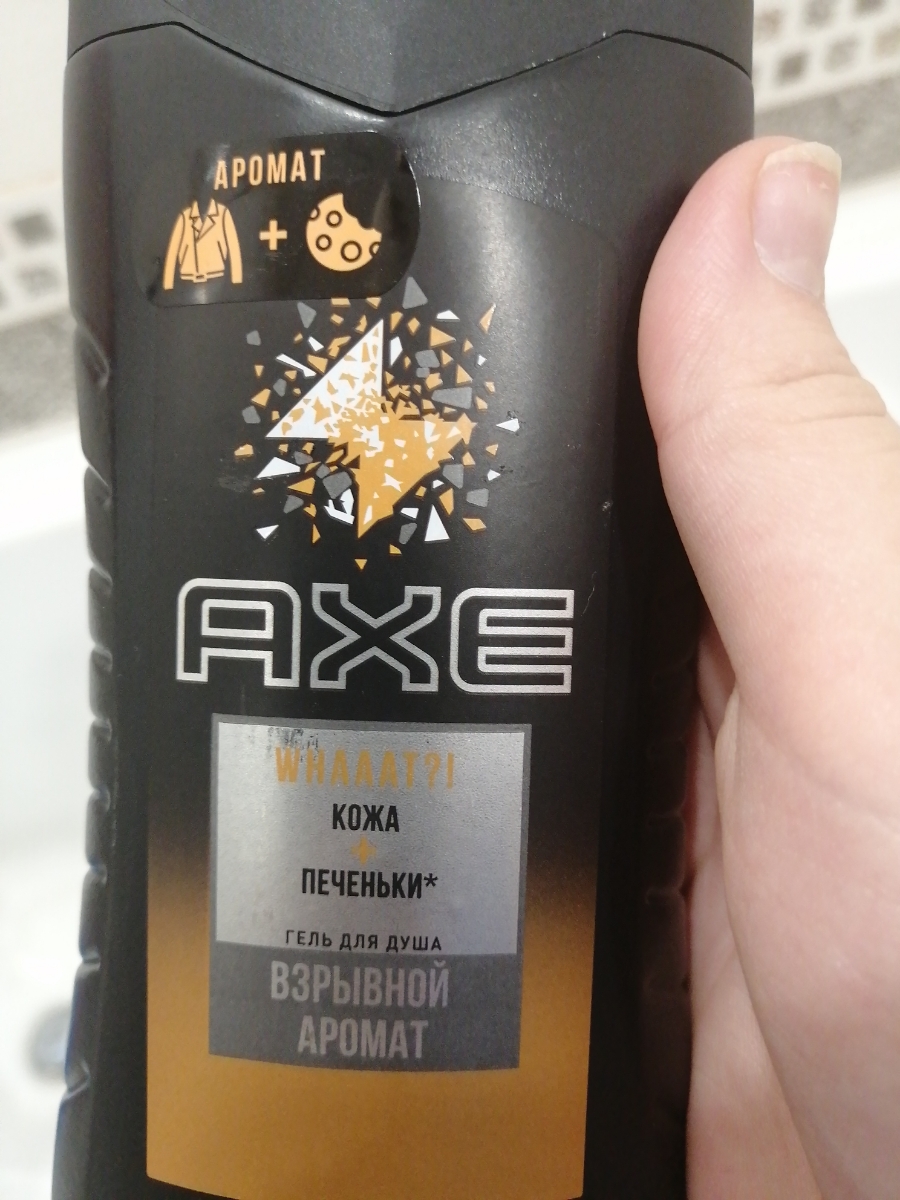 АРОМАТ
+
AXE
WHAAAT?!
КОЖА
+
ПЕЧЕНЬКИ*
ГЕЛЬ ДЛЯ ДУША
ВЗРЫВНОЙ
АРОМАТ